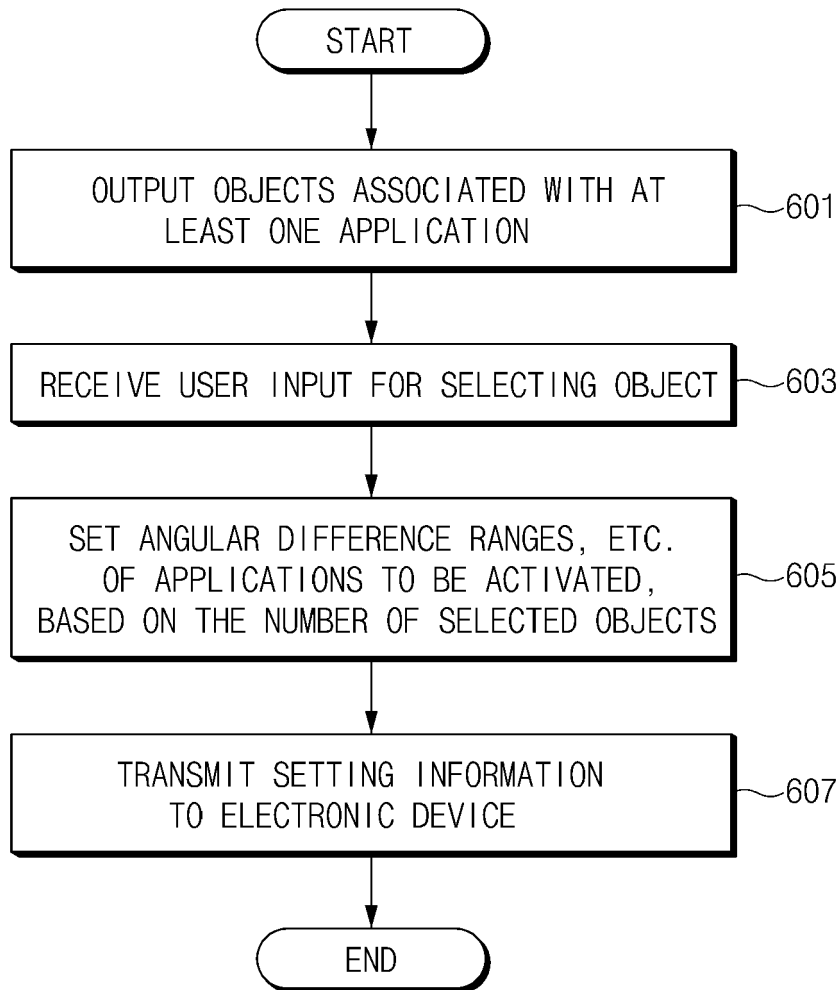 START
OUTPUT OBJECTS ASSOCIATED WITH AT
LEAST ONE APPLICATION
601
RECEIVE USER INPUT FOR SELECTING OBJECT
603
SET ANGULAR DIFFERENCE RANGES, ETC.
OF APPLICATIONS TO BE ACTIVATED,
BASED ON THE NUMBER OF SELECTED OBJECTS
605
TRANSMIT SETTING INFORMATION
TO ELECTRONIC DEVICE
607
END